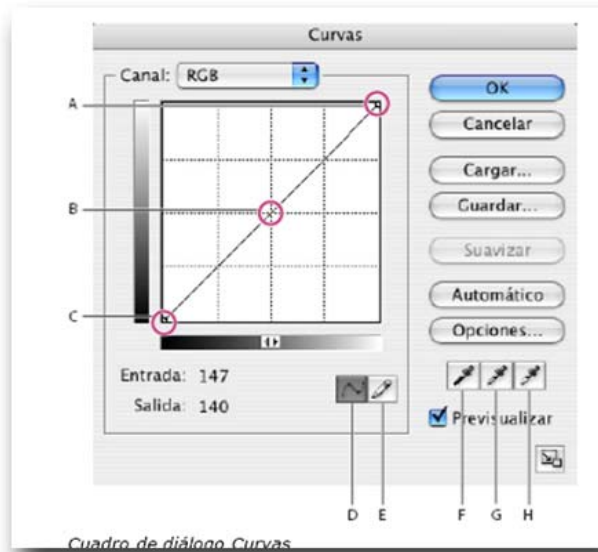 Curvas
Canal: RGB
OK
Cancelar
Cargar...
Guardar...
Suavizar
Automático
Opciones...
A
B
C
Entrada: 147
Salida: 140
Previsualizar
D E F G H
Cuadro de diálogo Curvas